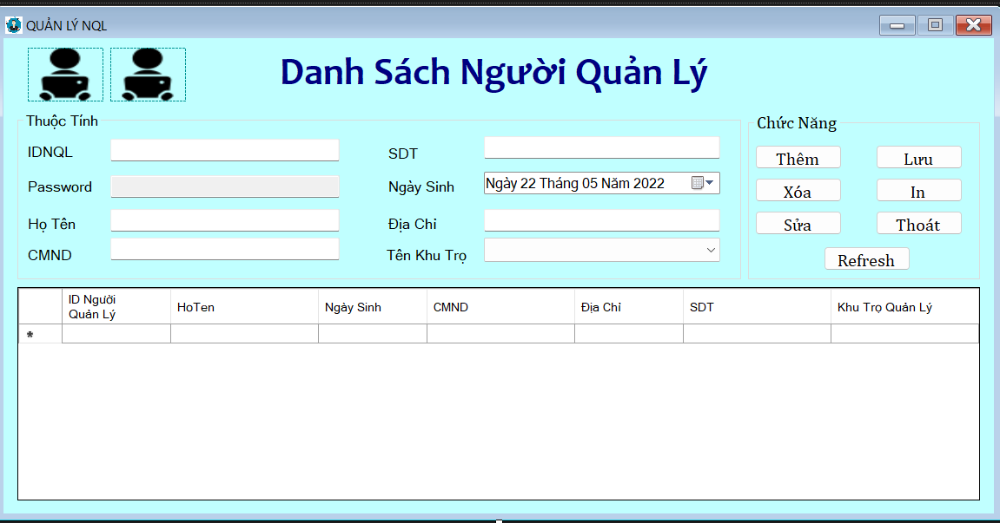 QUẢN LÝ NQL
Danh Sách Người Quản Lý
Thuộc Tính
IDNQL
Password
Họ Tên
CMND
SDT
Ngày Sinh
Ngày 22 Tháng 05 Năm 2022
Địa Chỉ
Tên Khu Trọ
Chức Năng
Thêm
Lưu
Xóa
In
Sửa
Thoát
Refresh
ID Người
Quản Lý
HoTen
Ngày Sinh
CMND
Địa Chỉ
SDT
Khu Trọ Quản Lý
*